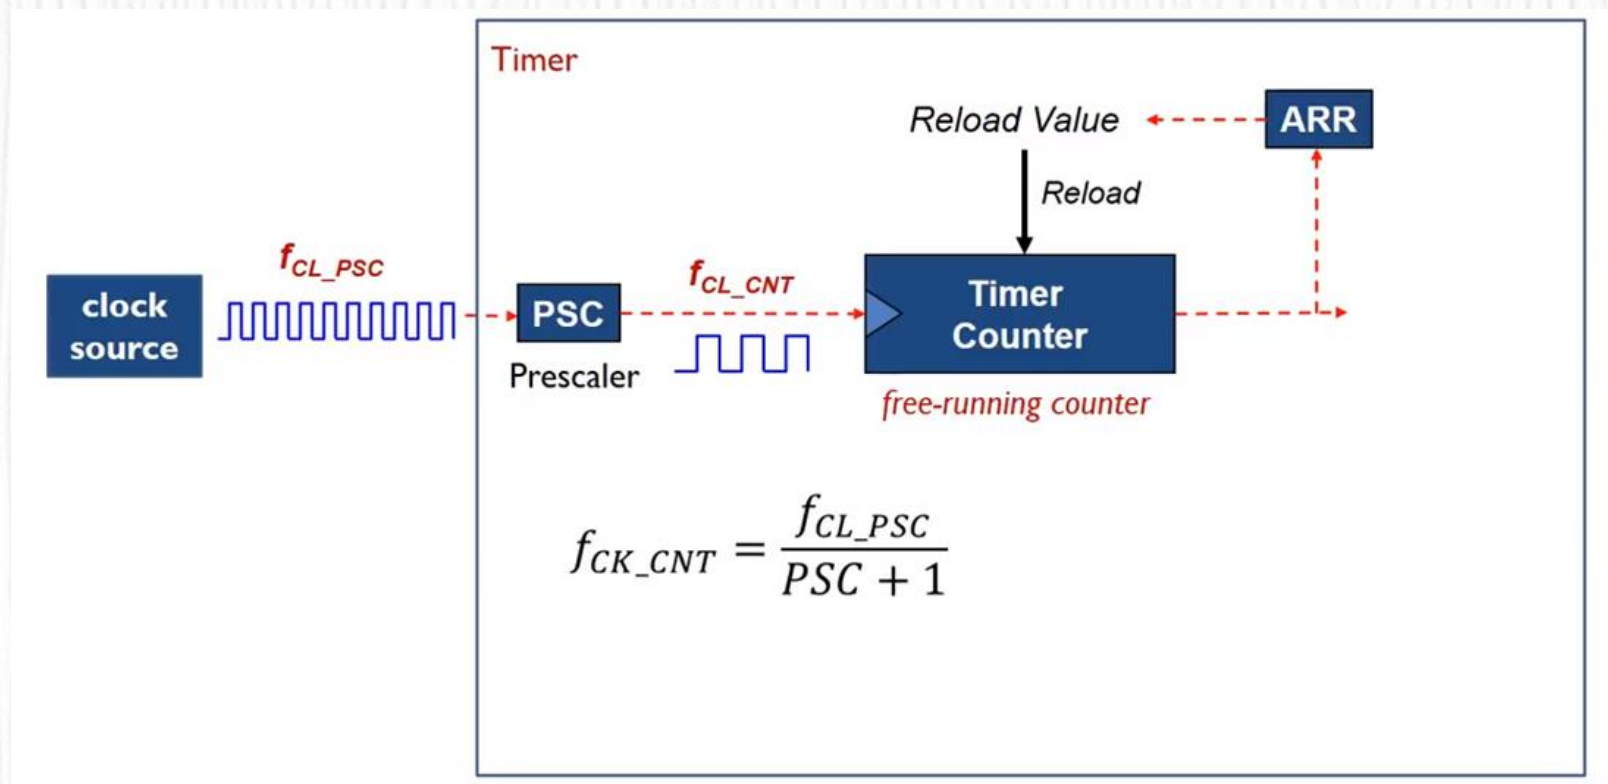 Timer
Reload Value
ARR
Reload
f_CL_PSC
f_CL_CNT
clock
source
PSC
Timer
Counter
Prescaler
free-running counter
f_CK_CNT = f_CL_PSC / PSC + 1